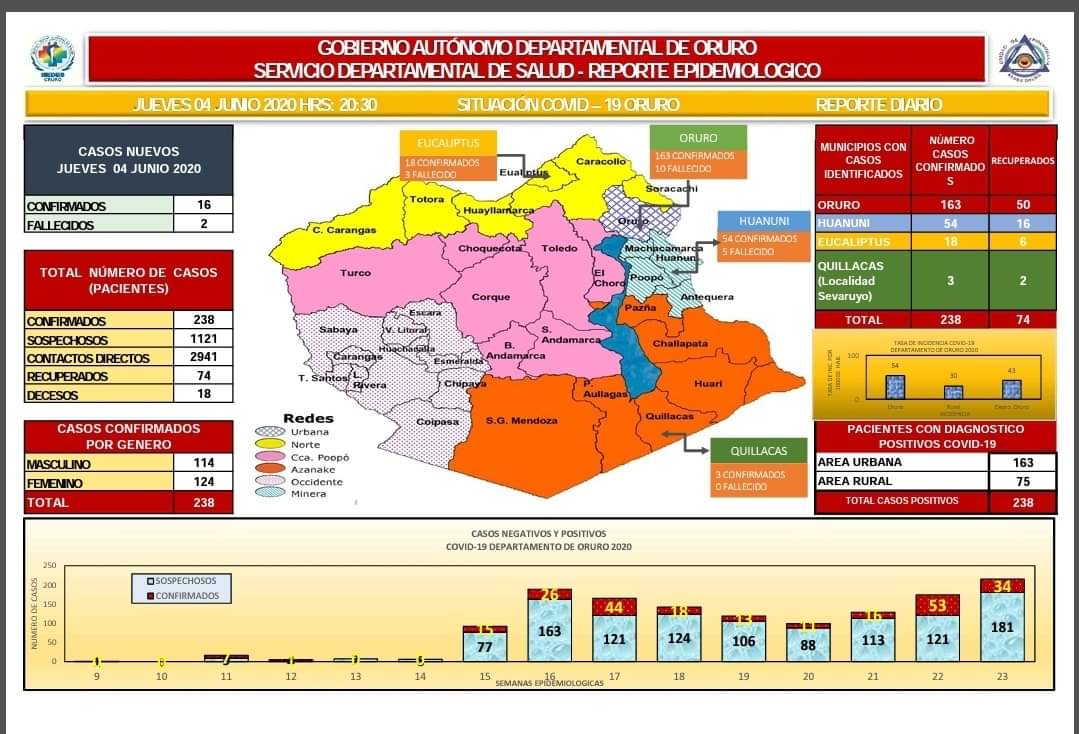 GOBIERNO AUTÓNOMO DEPARTAMENTAL DE ORURO
SERVICIO DEPARTAMENTAL DE SALUD - REPORTE EPIDEMIOLOGICO
JUEVES 04 JUNIO 2020 HRS: 20:30 SITUACIÓN COVID – 19 ORURO REPORTE DIARIO
CASOS NUEVOS
JUEVES 04 JUNIO 2020
CONFIRMADOS 16
FALLECIDOS 2
TOTAL NÚMERO DE CASOS
(PACIENTES)
CONFIRMADOS 238
SOSPECHOSOS 1121
CONTACTOS DIRECTOS 2941
RECUPERADOS 74
DECESOS 18
CASOS CONFIRMADOS
POR GENERO
MASCULINO 114
FEMENINO 124
TOTAL 238
EUCALIPTUS
18 CONFIRMADOS
3 FALLECIDO
ORURO
163 CONFIRMADOS
10 FALLECIDO
HUANUNI
54 CONFIRMADOS
5 FALLECIDO
QUILLACAS
3 CONFIRMADOS
0 FALLECIDO
Caracollo
Soracachi
Totora
Huayllamarca
Oruro
C. Carangas
Choquecota
Toledo
Machacamarca
Huanuni
Turco
El
Choro
Poopó
Corque
Antequera
Pazña
Escara
Sabaya
V. Litoral
S.
Andamarca
Challapata
Huachacalla
B.
Andamarca
Carangas
Esmeralda
T. Santos
L.
Rivera
Chipaya
P.
Aullagas
Huari
Coipasa
S.G. Mendoza
Quillacas
Redes
Urbana
Norte
Cca. Poopó
Azanake
Occidente
Minera
MUNICIPIOS CON
CASOS
IDENTIFICADOS
NÚMERO
CASOS
CONFIRMADO
S
RECUPERADOS
ORURO 163 50
HUANUNI 54 16
EUCALIPTUS 18 6
QUILLACAS
(Localidad
Sevaruyo)
3 2
TOTAL 238 74
TASA DE INCIDENCIA COVID-19
DEPARTAMENTO DE ORURO 2020
100
0
54
30
43
Oruro
Rural
Depto. Oruro
INCIDENCIA
PACIENTES CON DIAGNOSTICO
POSITIVOS COVID-19
AREA URBANA 163
AREA RURAL 75
TOTAL CASOS POSITIVOS 238
CASOS NEGATIVOS Y POSITIVOS
COVID-19 DEPARTAMENTO DE ORURO 2020
NUMERO DE CASOS
250
200
150
100
50
0
SOSPECHOSOS
CONFIRMADOS
15 26 44 18 13 11 16 53 34
77 163 121 124 106 88 113 121 181
9 10 11 12 13 14 15 16 17 18 19 20 21 22 23
SEMANAS EPIDEMIOLOGICAS